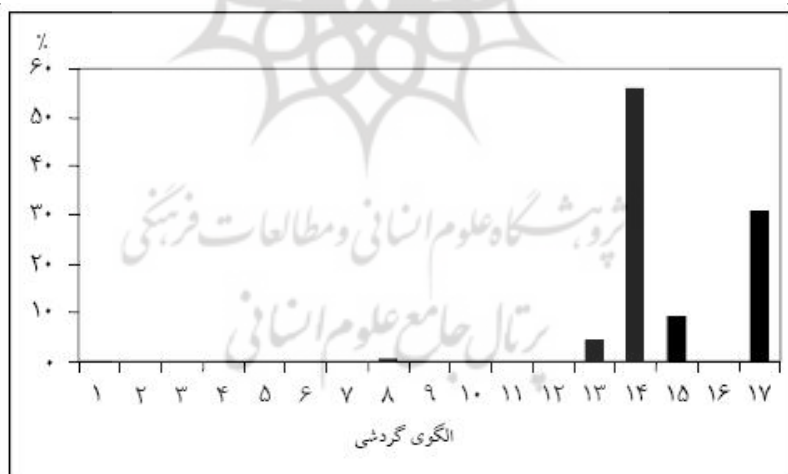 ٪
۶۰
۵۰
۴۰
۳۰
۲۰
۱۰
۰
پژوهشگاه علوم انسانی و مطالعات فرهنگی
پرتال جامع علوم انسانی
۱ ۲ ۳ ۴ ۵ ۶ ۷ ۸ ۹ ۱۰ ۱۱ ۱۲ ۱۳ ۱۴ ۱۵ ۱۶ ۱۷
الگوی گردشی